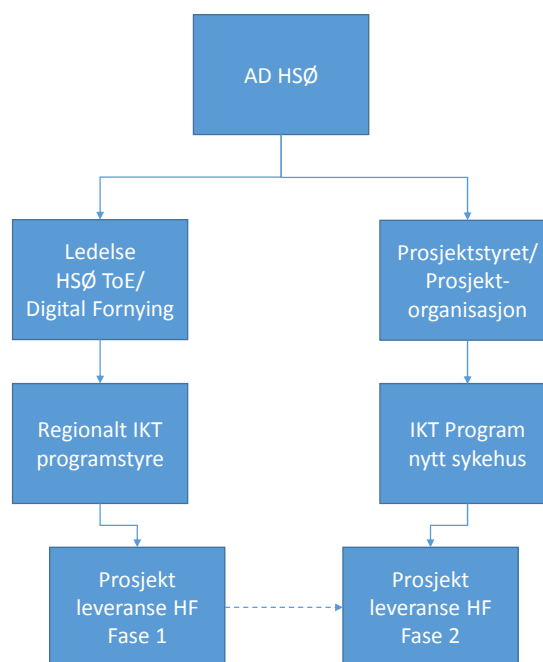 AD HSØ
Ledelse
HSØ ToE/
Digital Fornying
Prosjektstyret/
Prosjekt-
organisasjon
Regionalt IKT
programstyre
IKT Program
nytt sykehus
Prosjekt
leveranse HF
Fase 1
Prosjekt
leveranse HF
Fase 2